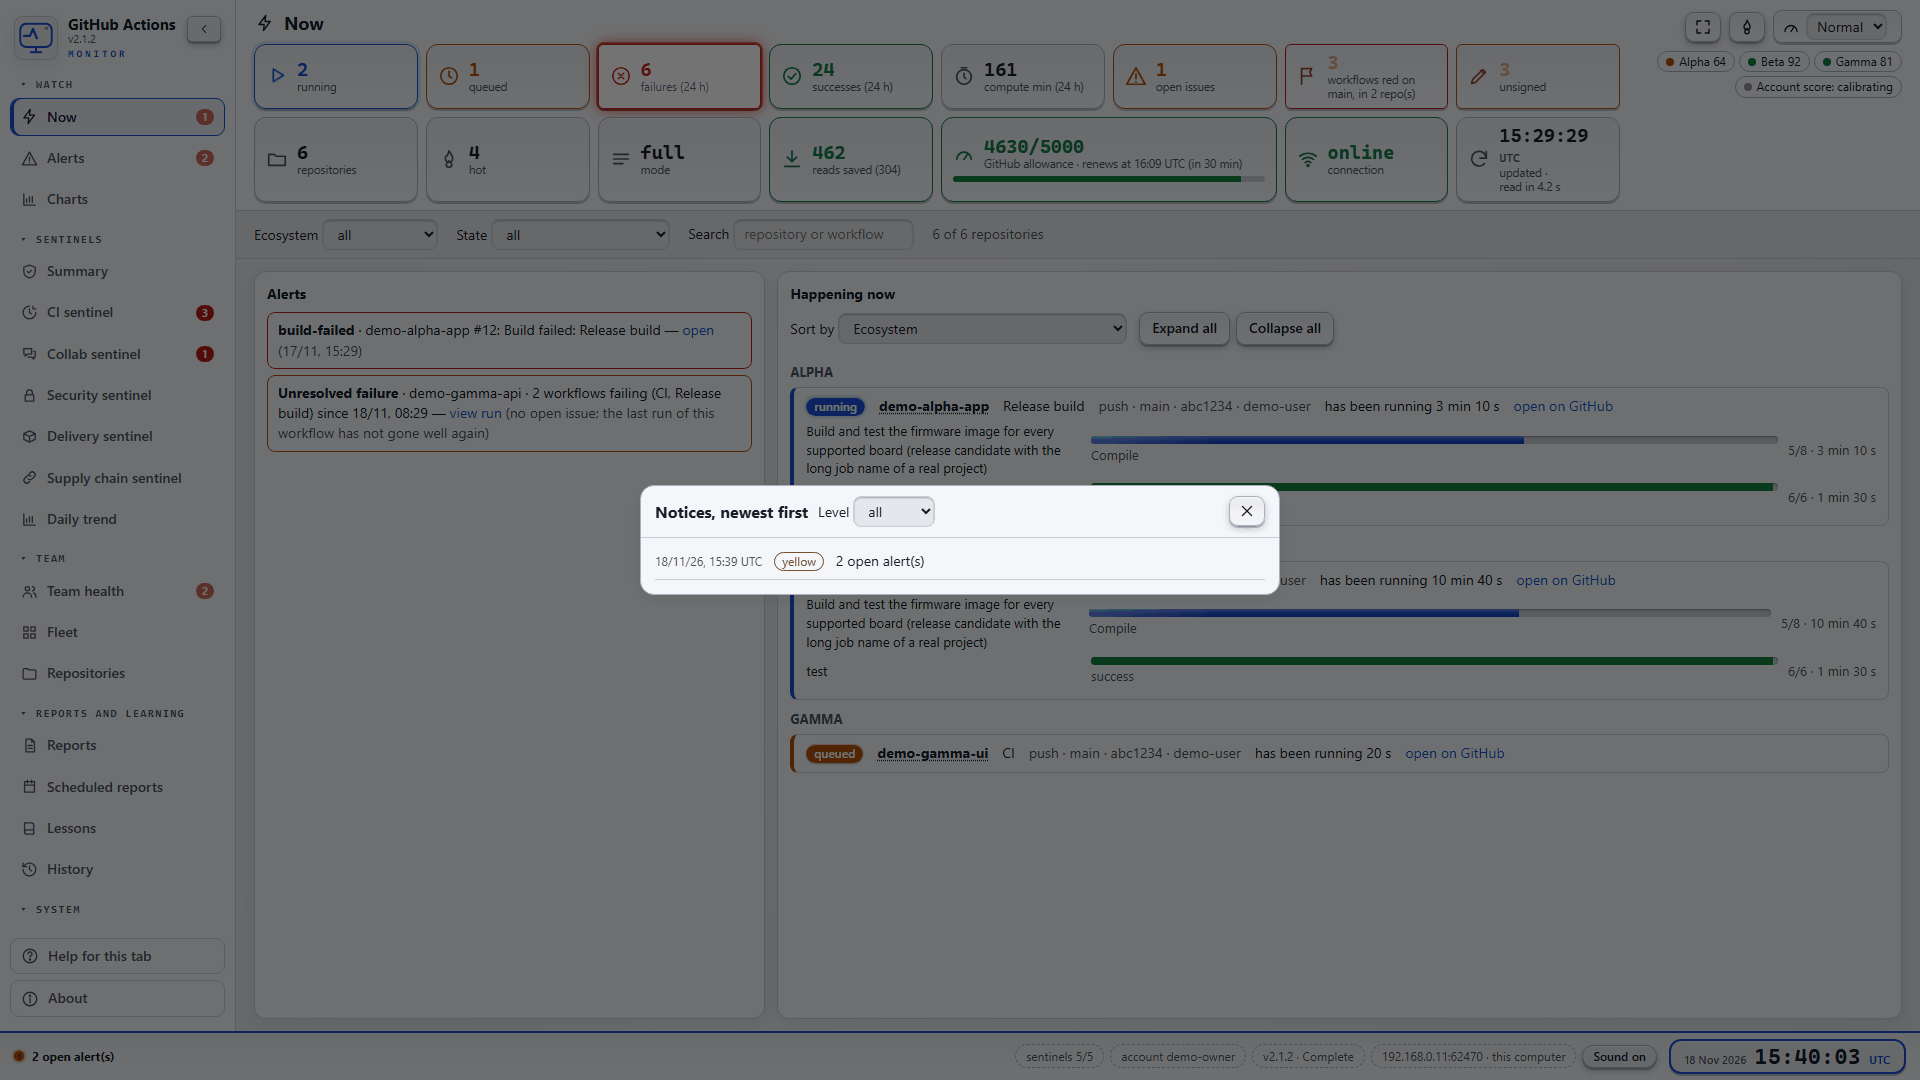 GitHub Actions
v2.1.2
MONITOR
WATCH
Now 1
Alerts 2
Charts
SENTINELS
Summary
CI sentinel 3
Collab sentinel 1
Security sentinel
Delivery sentinel
Supply chain sentinel
Daily trend
TEAM
Team health 2
Fleet
Repositories
REPORTS AND LEARNING
Reports
Scheduled reports
Lessons
History
SYSTEM
Help for this tab
About
Now
2
running
1
queued
6
failures (24 h)
24
successes (24 h)
161
compute min (24 h)
1
open issues
3
workflows red on
main, in 2 repo(s)
3
unsigned
6
repositories
4
hot
full
mode
462
reads saved (304)
4630/5000
GitHub allowance · renews at 16:09 UTC (in 30 min)
online
connection
15:29:29
UTC
updated ·
read in 4.2 s
Normal
Alpha 64 Beta 92 Gamma 81
Account score: calibrating
Ecosystem all State all Search repository or workflow 6 of 6 repositories
Alerts
build-failed · demo-alpha-app #12: Build failed: Release build — open
(17/11, 15:29)
Unresolved failure · demo-gamma-api · 2 workflows failing (CI, Release
build) since 18/11, 08:29 — view run (no open issue; the last run of this
workflow has not gone well again)
Happening now
Sort by Ecosystem Expand all Collapse all
ALPHA
running demo-alpha-app Release build push · main · abc1234 · demo-user has been running 3 min 10 s open on GitHub
Build and test the firmware image for every
supported board (release candidate with the
long job name of a real project)
Compile
5/8 · 3 min 10 s
6/6 · 1 min 30 s
Notices, newest first Level all
18/11/26, 15:39 UTC yellow 2 open alert(s)
user has been running 10 min 40 s open on GitHub
Build and test the firmware image for every
supported board (release candidate with the
long job name of a real project)
Compile
5/8 · 10 min 40 s
test
success
6/6 · 1 min 30 s
GAMMA
queued demo-gamma-ui CI push · main · abc1234 · demo-user has been running 20 s open on GitHub
2 open alert(s)
sentinels 5/5
account demo-owner
v2.1.2 · Complete
192.168.0.11:62470 · this computer
Sound on
18 Nov 2026 15:40:03 UTC